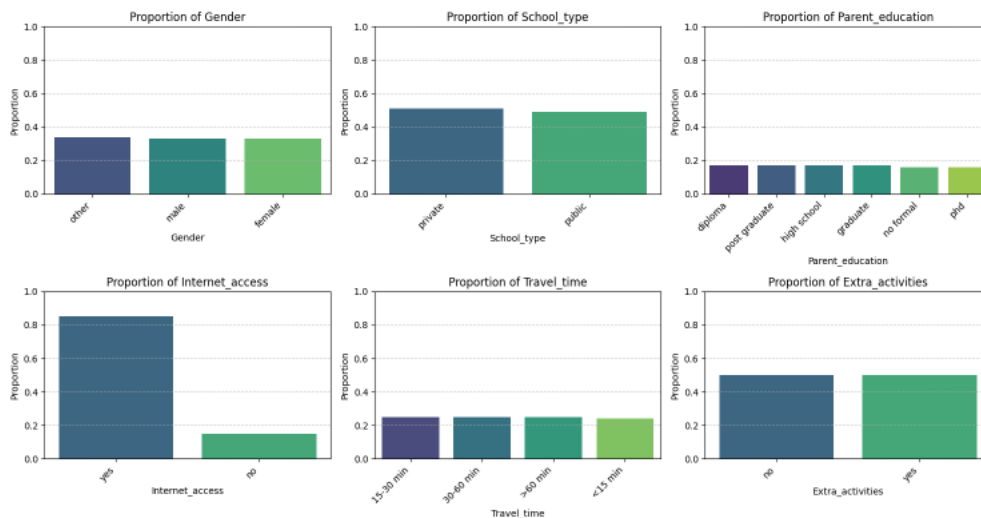 Proportion of Gender
1.0
0.8
0.6
0.4
0.2
0.0
Proportion
other
male
female
Gender
Proportion of School_type
1.0
0.8
0.6
0.4
0.2
0.0
Proportion
private
public
School_type
Proportion of Parent_education
1.0
0.8
0.6
0.4
0.2
0.0
Proportion
diploma
post graduate
high school
graduate
no formal
phd
Parent_education
Proportion of Internet_access
1.0
0.8
0.6
0.4
0.2
0.0
Proportion
yes
no
Internet_access
Proportion of Travel_time
1.0
0.8
0.6
0.4
0.2
0.0
Proportion
15-30 min
30-60 min
>60 min
<15 min
Travel_time
Proportion of Extra_activities
1.0
0.8
0.6
0.4
0.2
0.0
Proportion
no
yes
Extra_activities